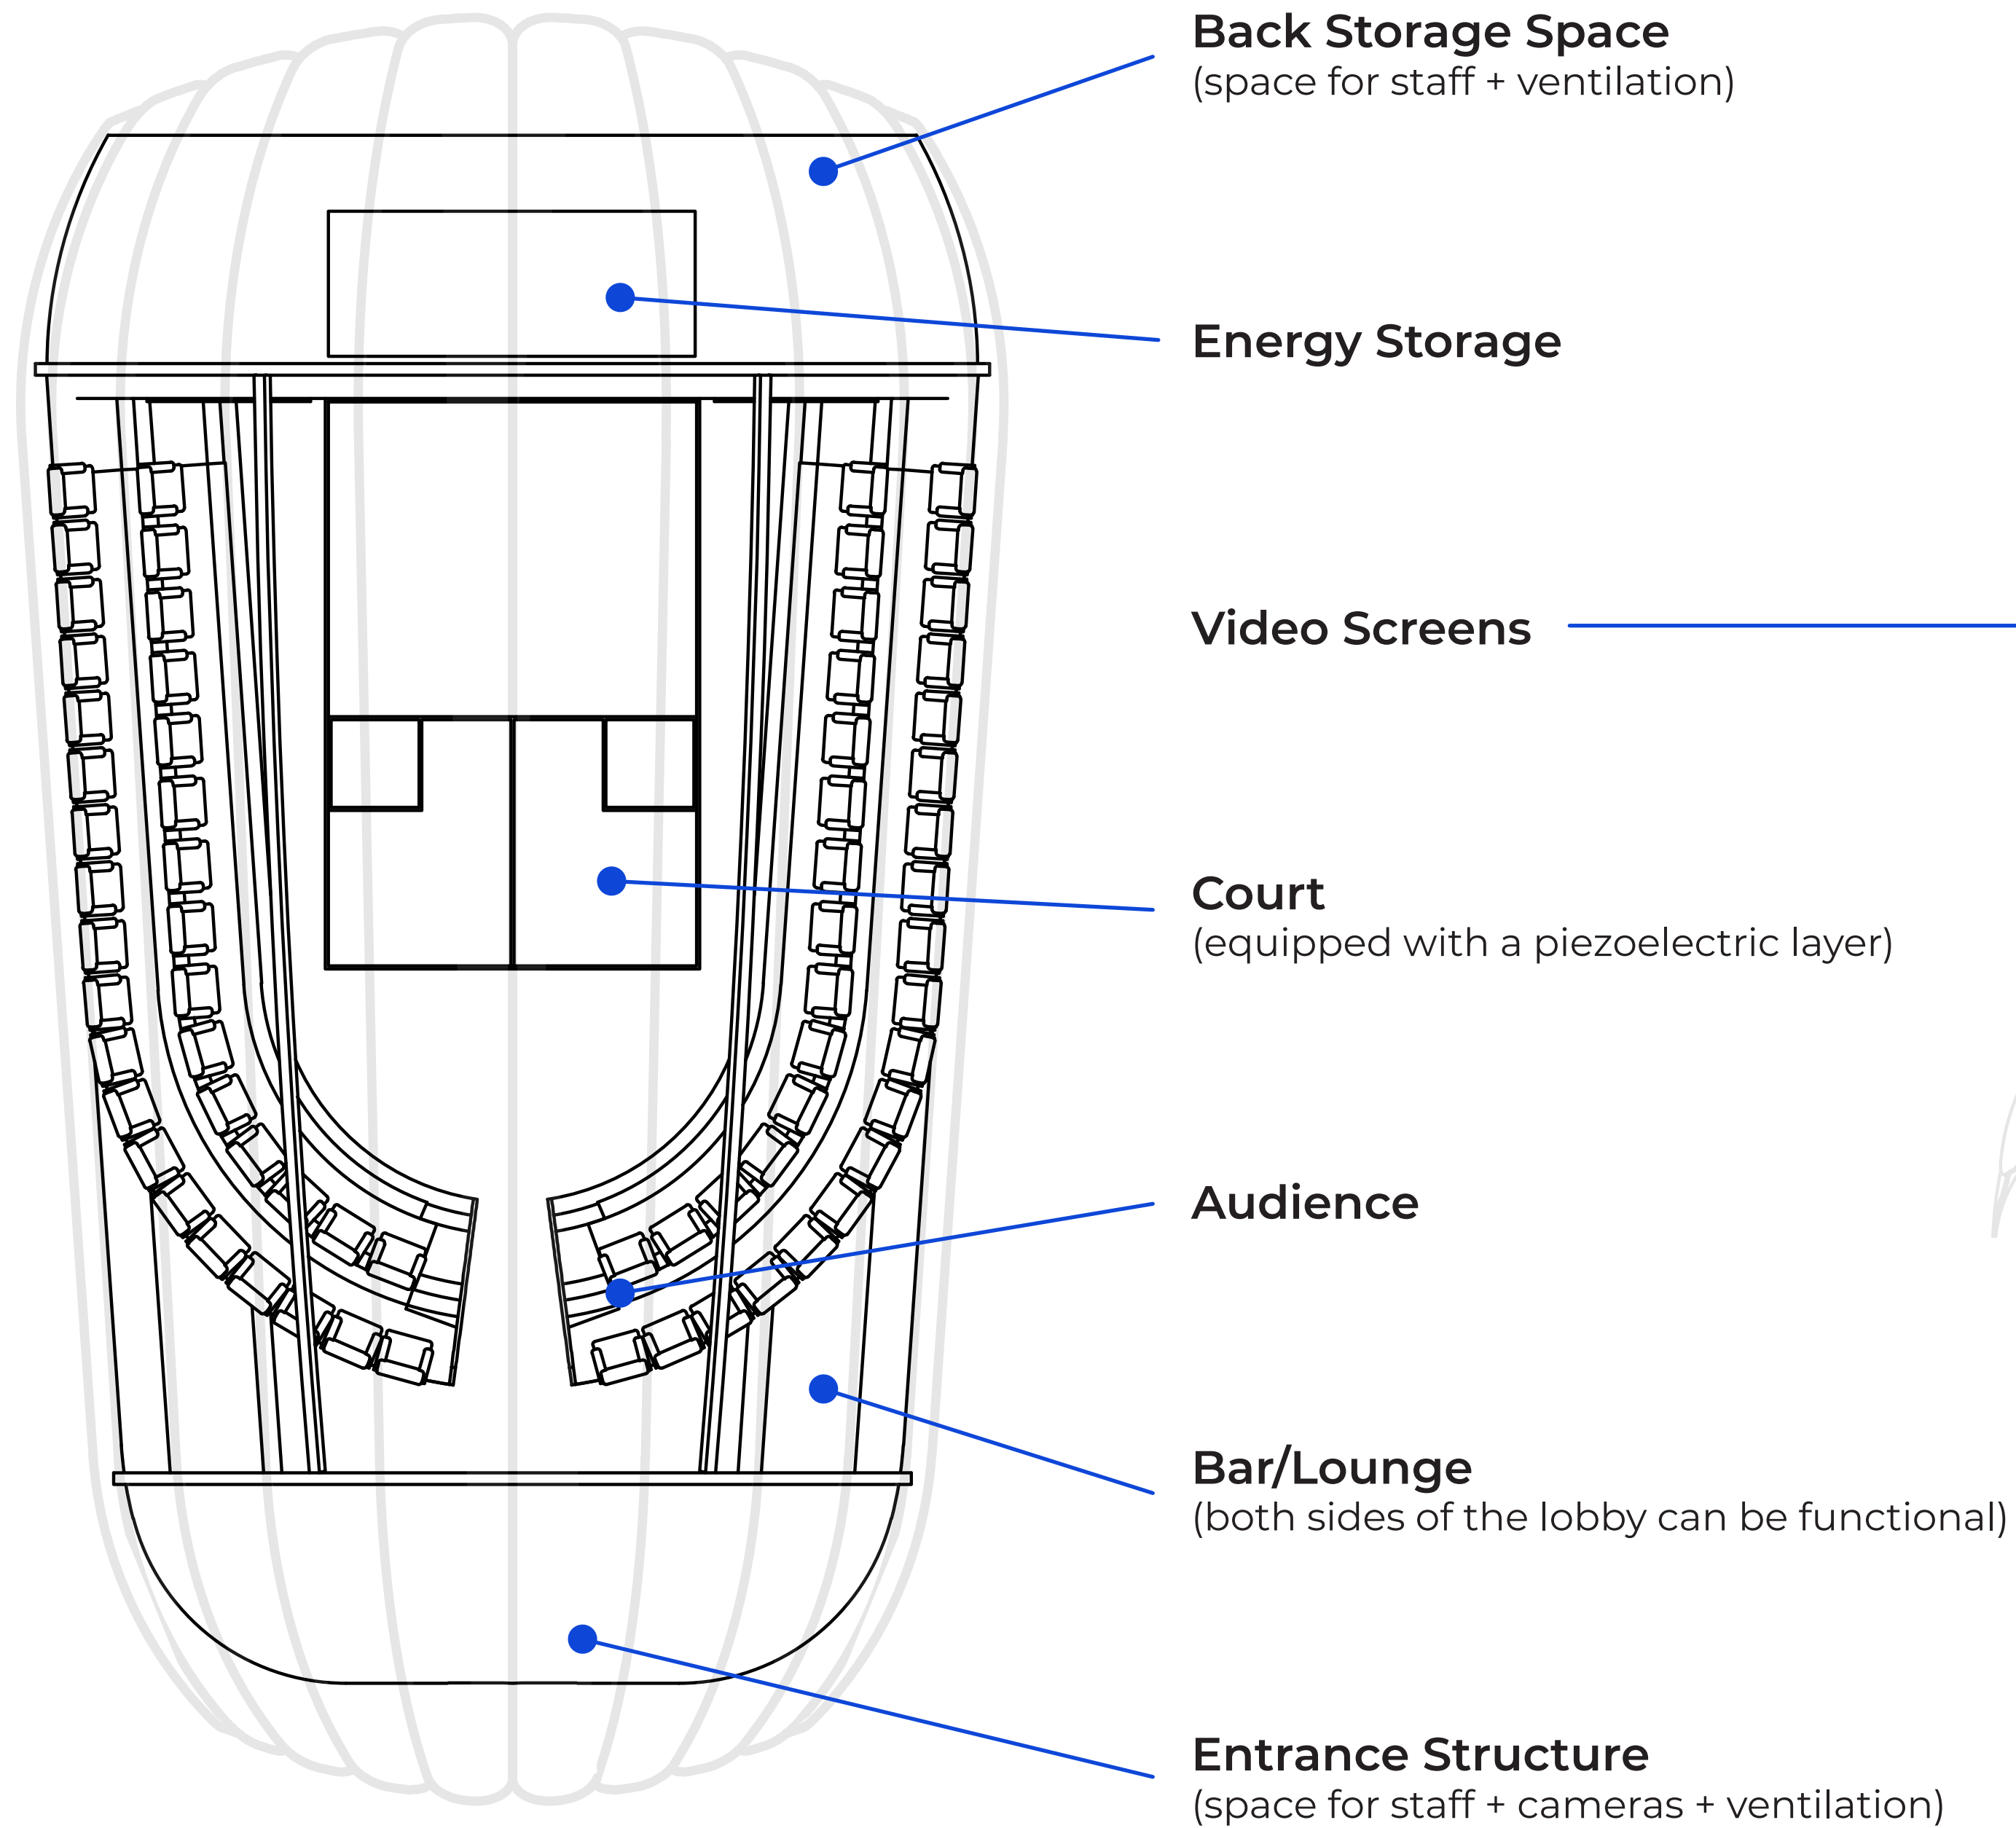 Back Storage Space
(space for staff + ventilation)
Energy Storage
Video Screens
Court
(equipped with a piezoelectric layer)
Audience
Bar/Lounge
(both sides of the lobby can be functional)
Entrance Structure
(space for staff + cameras + ventilation)